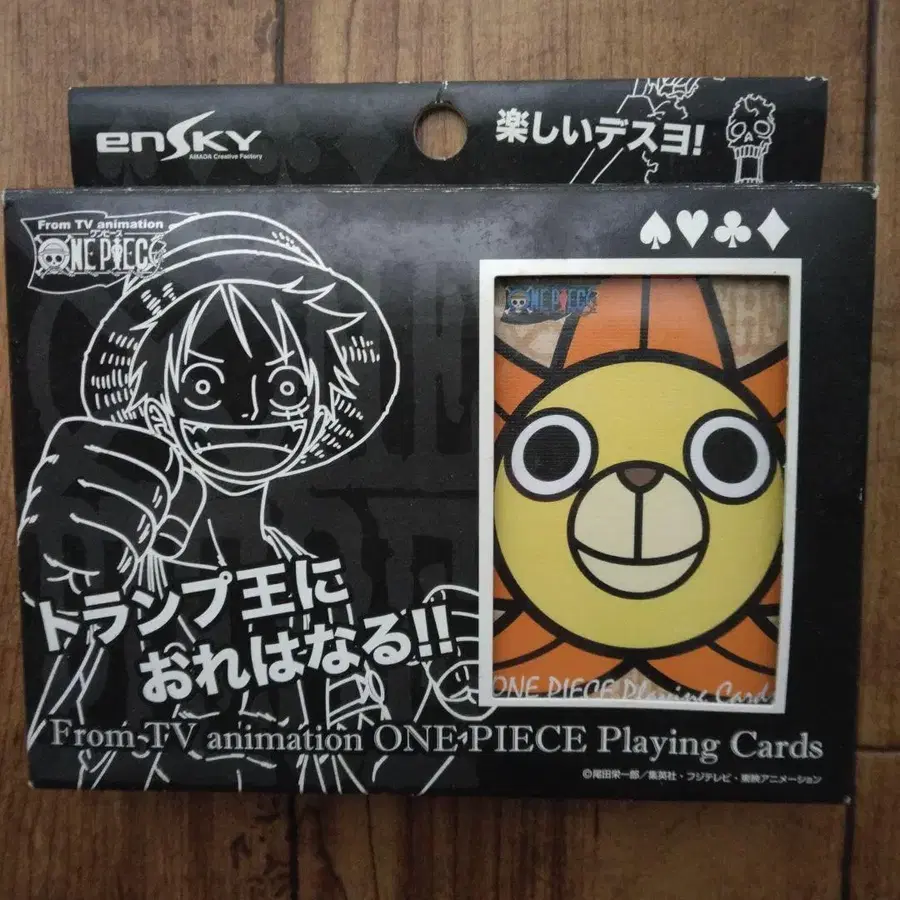 enSKY
AMADA Creative Factory
楽しいデスヨ!
From TV animation
ワンピース
ONE PIECE
ONE PIECE
トランプ王に
おれはなる!!
ONE PIECE Playing Cards
From TV animation ONE PIECE Playing Cards
©尾田栄一郎/集英社・フジテレビ・東映アニメーション